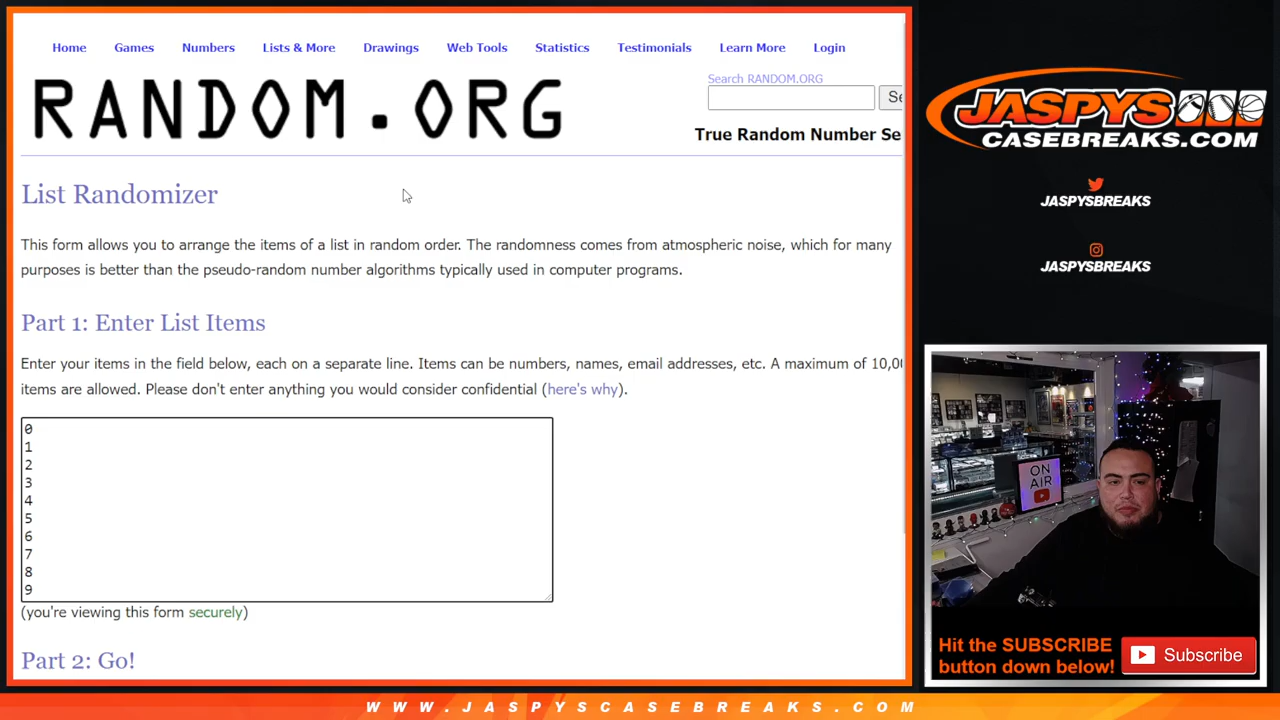 Home Games Numbers Lists & More Drawings Web Tools Statistics Testimonials Learn More Login
RANDOM.ORG
Search RANDOM.ORG
Se
True Random Number Se
List Randomizer
This form allows you to arrange the items of a list in random order. The randomness comes from atmospheric noise, which for many
purposes is better than the pseudo-random number algorithms typically used in computer programs.
Part 1: Enter List Items
Enter your items in the field below, each on a separate line. Items can be numbers, names, email addresses, etc. A maximum of 10,00
items are allowed. Please don't enter anything you would consider confidential (here's why).
0
1
2
3
4
5
6
7
8
9
(you're viewing this form securely)
Part 2: Go!
JASPYS
CASEBREAKS.COM
JASPYSBREAKS
JASPYSBREAKS
ON
AIR
Hit the SUBSCRIBE
button down below!
Subscribe
WWW.JASPYSCASEBREAKS.COM